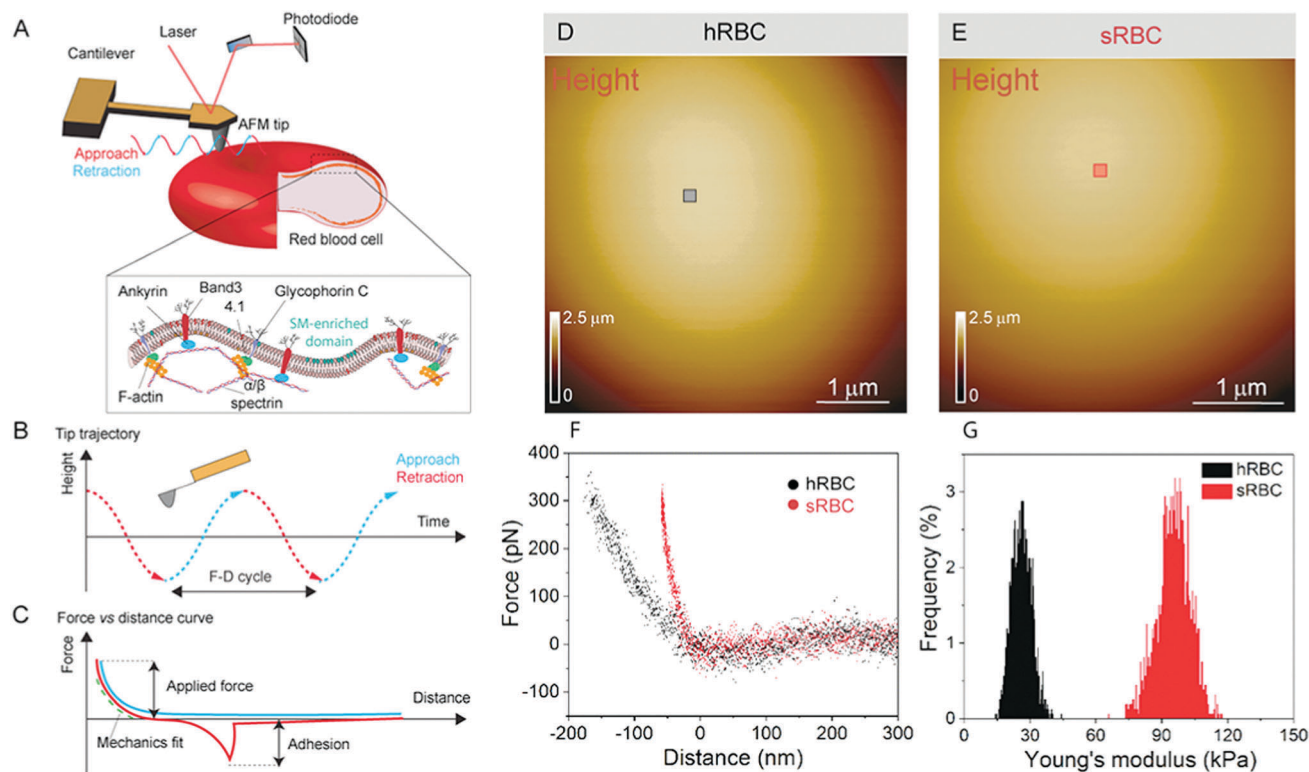 A
Photodiode
Laser
Cantilever
AFM tip
Approach
Retraction
Red blood cell
Ankyrin
Band3
4.1
Glycophorin C
SM-enriched
domain
F-actin
α/β
spectrin
B
Tip trajectory
Height
Approach
Retraction
Time
F-D cycle
C
Force vs distance curve
Force
Distance
Applied force
Mechanics fit
Adhesion
D
hRBC
Height
2.5 μm
0
1 μm
E
sRBC
Height
2.5 μm
0
1 μm
F
400
300
200
100
0
-100
hRBC
sRBC
Force (pN)
-200
-100
0
100
200
300
Distance (nm)
G
3
2
1
0
hRBC
sRBC
Frequency (%)
0
30
60
90
120
150
Young's modulus (kPa)